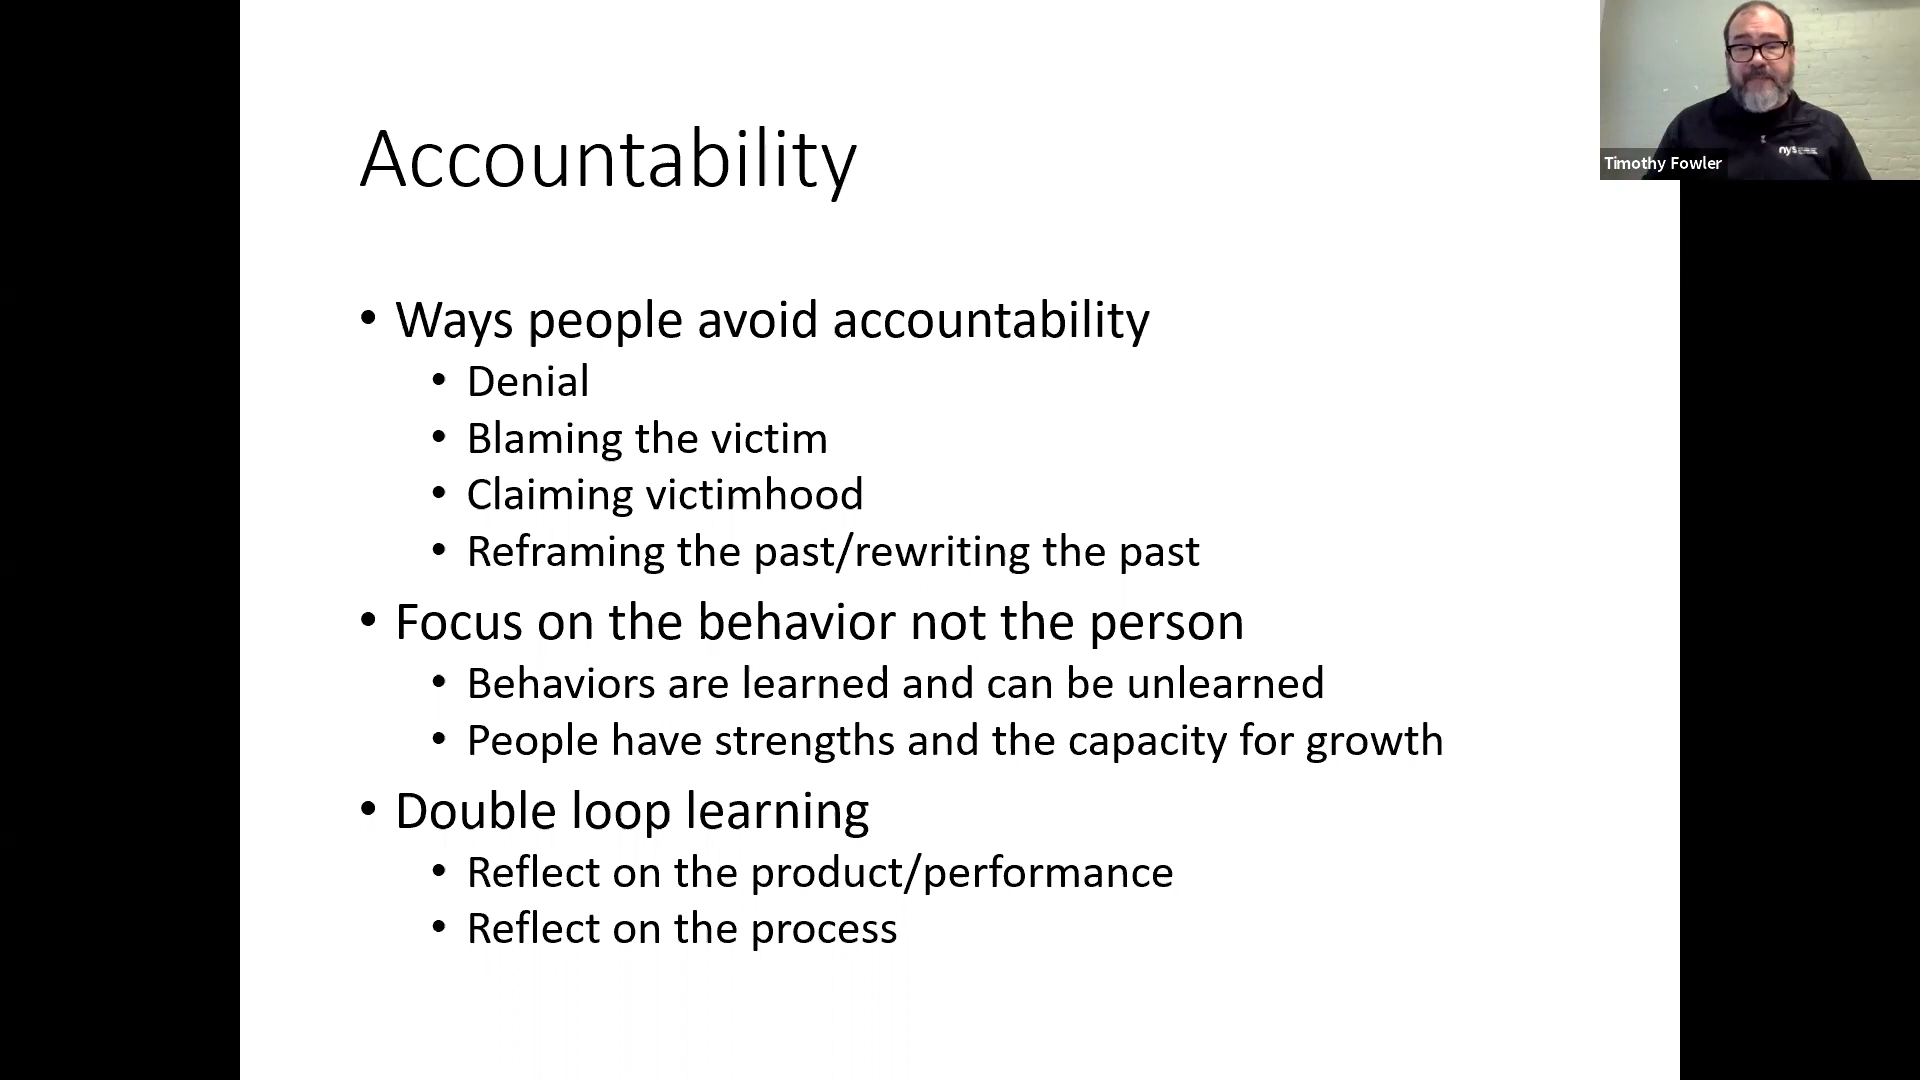 Accountability
• Ways people avoid accountability
• Denial
• Blaming the victim
• Claiming victimhood
• Reframing the past/rewriting the past
• Focus on the behavior not the person
• Behaviors are learned and can be unlearned
• People have strengths and the capacity for growth
• Double loop learning
• Reflect on the product/performance
• Reflect on the process
Timothy Fowler
nys